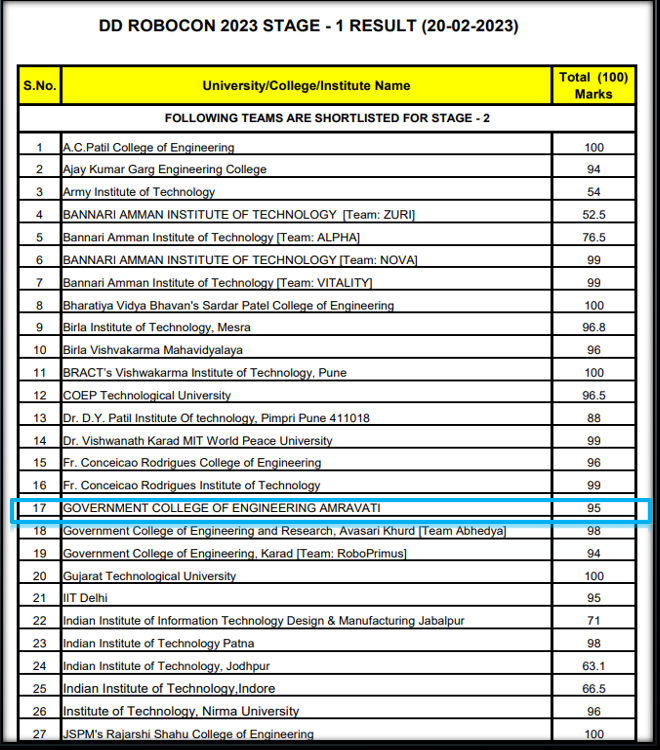 DD ROBOCON 2023 STAGE - 1 RESULT (20-02-2023)
S.No. University/College/Institute Name Total (100) Marks
FOLLOWING TEAMS ARE SHORTLISTED FOR STAGE - 2
1 A.C.Patil College of Engineering 100
2 Ajay Kumar Garg Engineering College 94
3 Army Institute of Technology 54
4 BANNARI AMMAN INSTITUTE OF TECHNOLOGY [Team: ZURI] 52.5
5 Bannari Amman Institute of Technology [Team: ALPHA] 76.5
6 BANNARI AMMAN INSTITUTE OF TECHNOLOGY [Team: NOVA] 99
7 Bannari Amman Institute of Technology [Team: VITALITY] 99
8 Bharatiya Vidya Bhavan's Sardar Patel College of Engineering 100
9 Birla Institute of Technology, Mesra 96.8
10 Birla Vishvakarma Mahavidyalaya 96
11 BRACT's Vishwakarma Institute of Technology, Pune 100
12 COEP Technological University 96.5
13 Dr. D.Y. Patil Institute Of technology, Pimpri Pune 411018 88
14 Dr. Vishwanath Karad MIT World Peace University 99
15 Fr. Conceicao Rodrigues College of Engineering 96
16 Fr. Conceicao Rodrigues Institute of Technology 99
17 GOVERNMENT COLLEGE OF ENGINEERING AMRAVATI 95
18 Government College of Engineering and Research, Avasari Khurd [Team Abhedya] 98
19 Government College of Engineering, Karad [Team: RoboPrimus] 94
20 Gujarat Technological University 100
21 IIT Delhi 95
22 Indian Institute of Information Technology Design & Manufacturing Jabalpur 71
23 Indian Institute of Technology Patna 98
24 Indian Institute of Technology, Jodhpur 63.1
25 Indian Institute of Technology,Indore 66.5
26 Institute of Technology, Nirma University 96
27 JSPM's Rajarshi Shahu College of Engineering 100